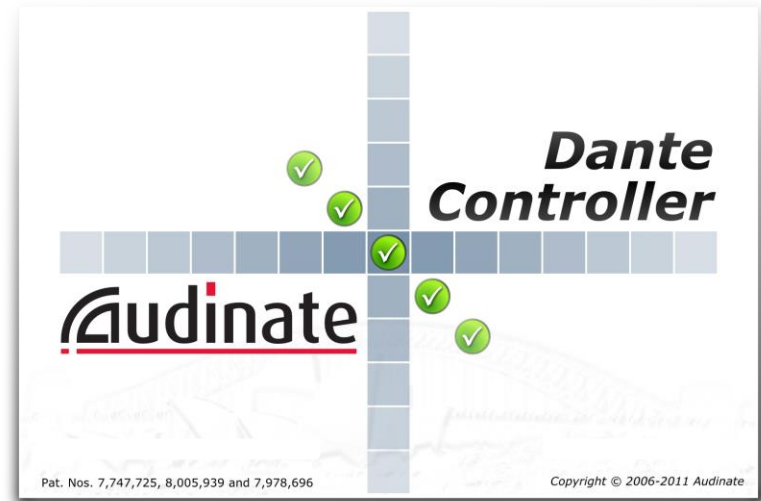 Dante
Controller
Audinate
Pat. Nos. 7,747,725, 8,005,939 and 7,978,696
Copyright © 2006-2011 Audinate